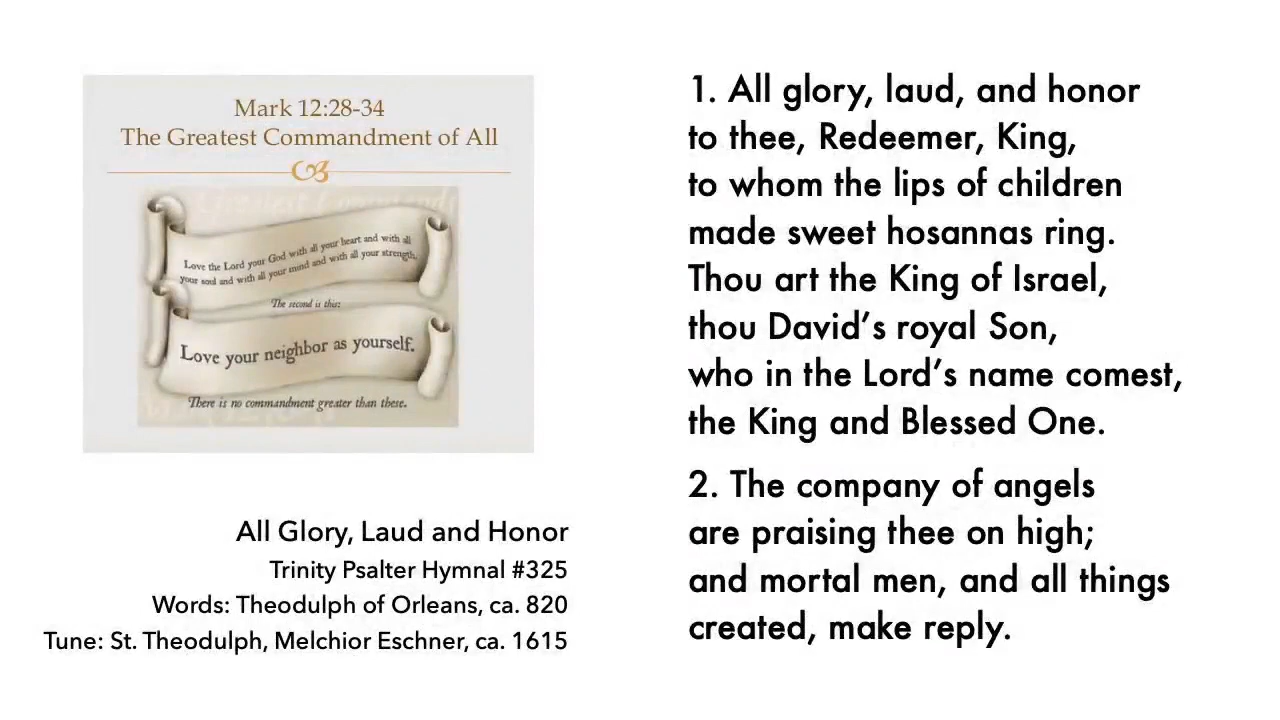 Mark 12:28-34
The Greatest Commandment of All
Love the Lord your God with all your heart and with all
your soul and with all your mind and with all your strength.
The second is this:
Love your neighbor as yourself.
There is no commandment greater than these.
All Glory, Laud and Honor
Trinity Psalter Hymnal #325
Words: Theodulph of Orleans, ca. 820
Tune: St. Theodulph, Melchior Eschner, ca. 1615
1. All glory, laud, and honor
to thee, Redeemer, King,
to whom the lips of children
made sweet hosannas ring.
Thou art the King of Israel,
thou David’s royal Son,
who in the Lord’s name comest,
the King and Blessed One.
2. The company of angels
are praising thee on high;
and mortal men, and all things
created, make reply.